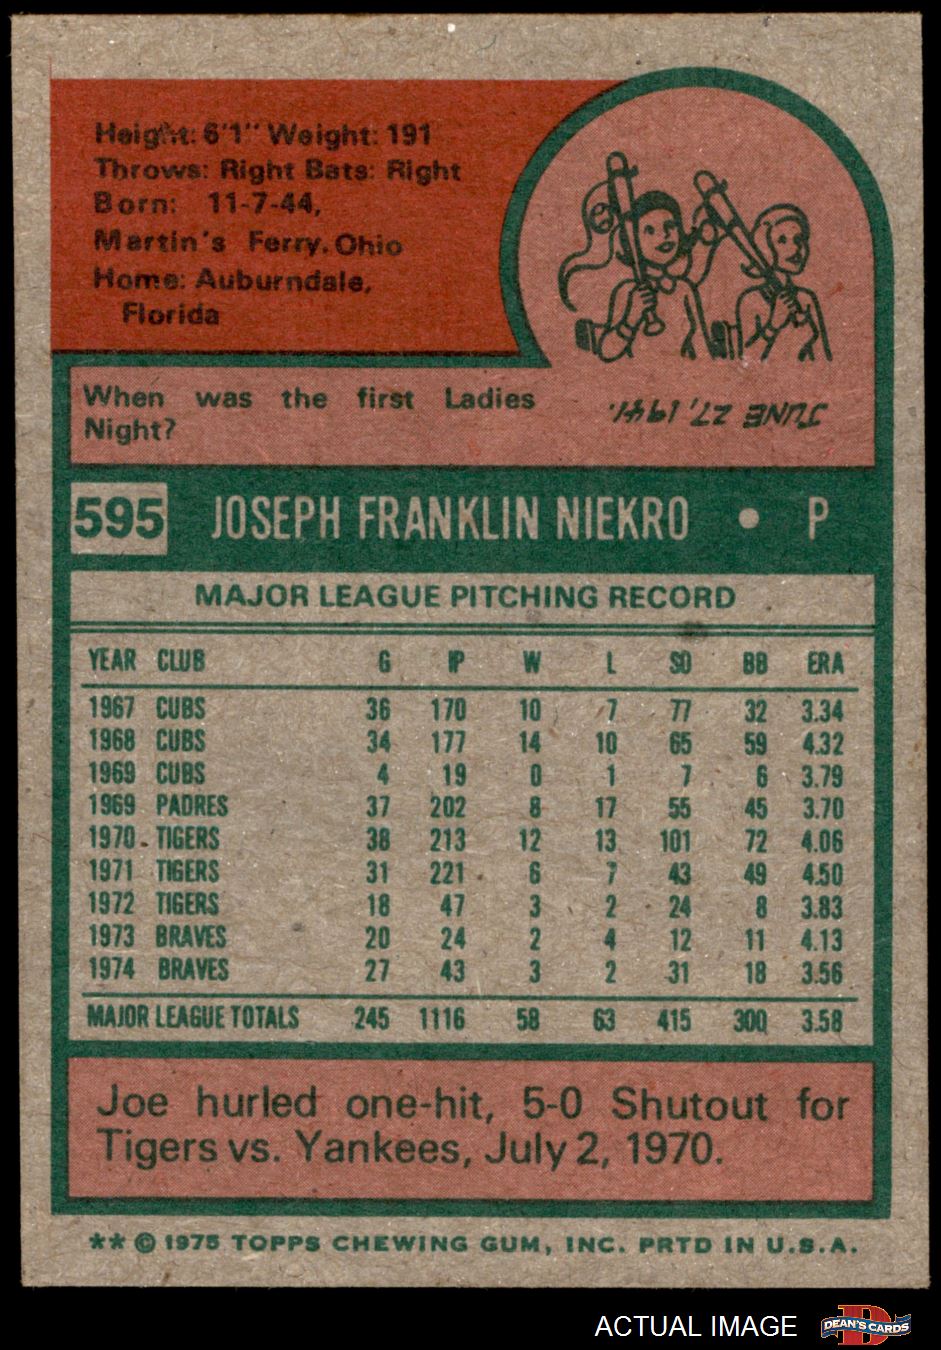 Height: 6'1" Weight: 191
Throws: Right Bats: Right
Born: 11-7-44,
Martin's Ferry. Ohio
Home: Auburndale,
Florida
When was the first Ladies
Night?
JUNE 27, 1941.
595 JOSEPH FRANKLIN NIEKRO • P
MAJOR LEAGUE PITCHING RECORD
YEAR CLUB G IP W L SO BB ERA
1967 CUBS 36 170 10 7 77 32 3.34
1968 CUBS 34 177 14 10 65 59 4.32
1969 CUBS 4 19 0 1 7 6 3.79
1969 PADRES 37 202 8 17 55 45 3.70
1970 TIGERS 38 213 12 13 101 72 4.06
1971 TIGERS 31 221 6 7 43 49 4.50
1972 TIGERS 18 47 3 2 24 8 3.83
1973 BRAVES 20 24 2 4 12 11 4.13
1974 BRAVES 27 43 3 2 31 18 3.56
MAJOR LEAGUE TOTALS 245 1116 58 63 415 300 3.58
Joe hurled one-hit, 5-0 Shutout for
Tigers vs. Yankees, July 2, 1970.
** © 1975 TOPPS CHEWING GUM, INC. PRTD IN U.S.A.
ACTUAL IMAGE
D
DEAN'S CARDS